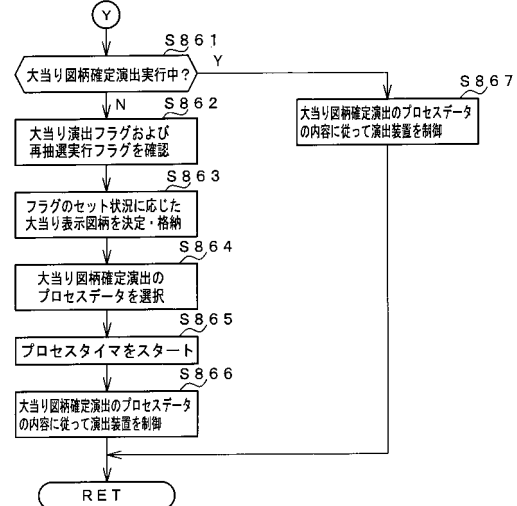 Y
S861
大当り図柄確定演出実行中？
Y
N
S862
大当り演出フラグおよび
再抽選実行フラグを確認
S863
フラグのセット状況に応じた
大当り表示図柄を決定・格納
S864
大当り図柄確定演出の
プロセスデータを選択
S865
プロセスタイマをスタート
S866
大当り図柄確定演出のプロセスデータ
の内容に従って演出装置を制御
S867
大当り図柄確定演出のプロセスデータ
の内容に従って演出装置を制御
RET